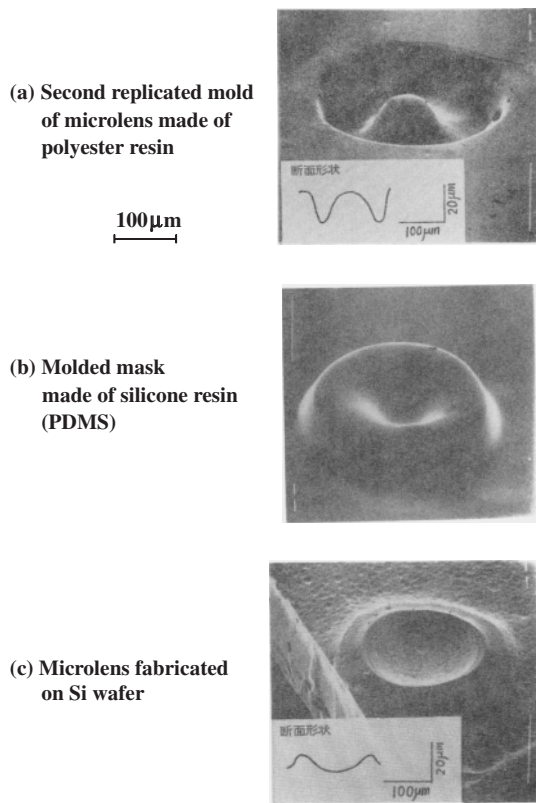 (a) Second replicated mold
of microlens made of
polyester resin
100μm
断面形状
20μm
100μm
(b) Molded mask
made of silicone resin
(PDMS)
(c) Microlens fabricated
on Si wafer
断面形状
20μm
100μm